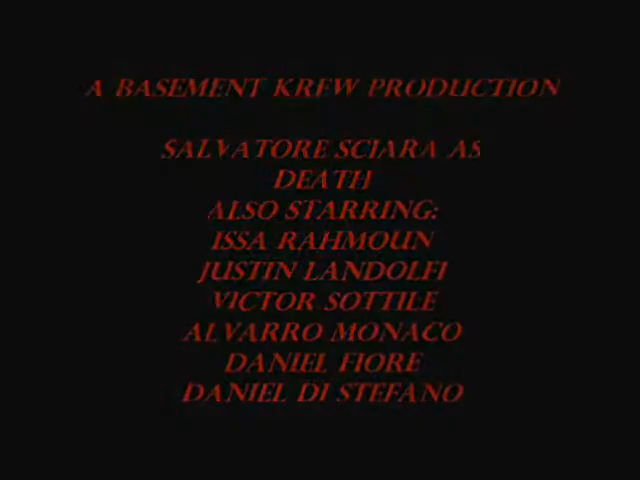 A BASEMENT KREW PRODUCTION
SALVATORE SCIARA AS
DEATH
ALSO STARRING:
ISSA RAHMOUN
JUSTIN LANDOLFI
VICTOR SOTTILE
ALVARRO MONACO
DANIEL FIORE
DANIEL DI STEFANO